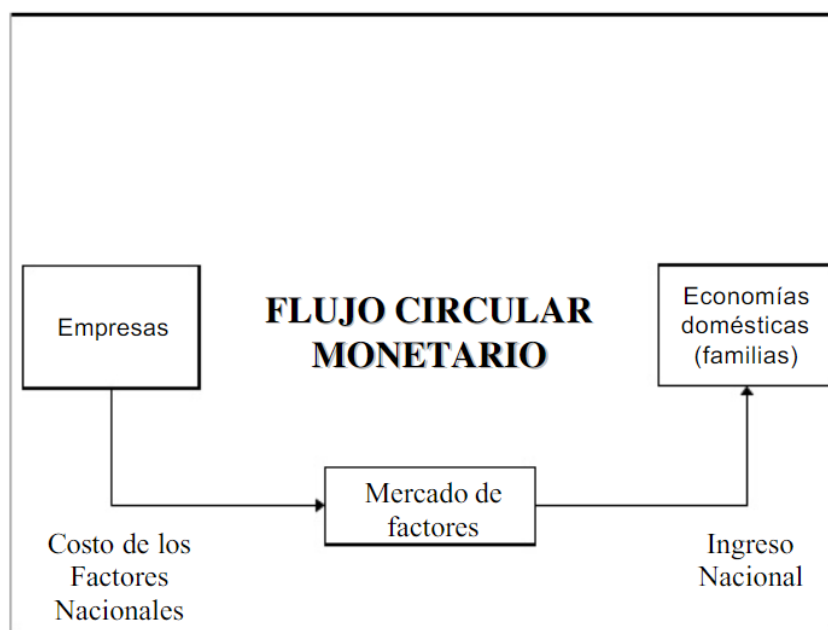 Empresas
FLUJO CIRCULAR
MONETARIO
Economías
domésticas
(familias)
Mercado de
factores
Costo de los
Factores
Nacionales
Ingreso
Nacional